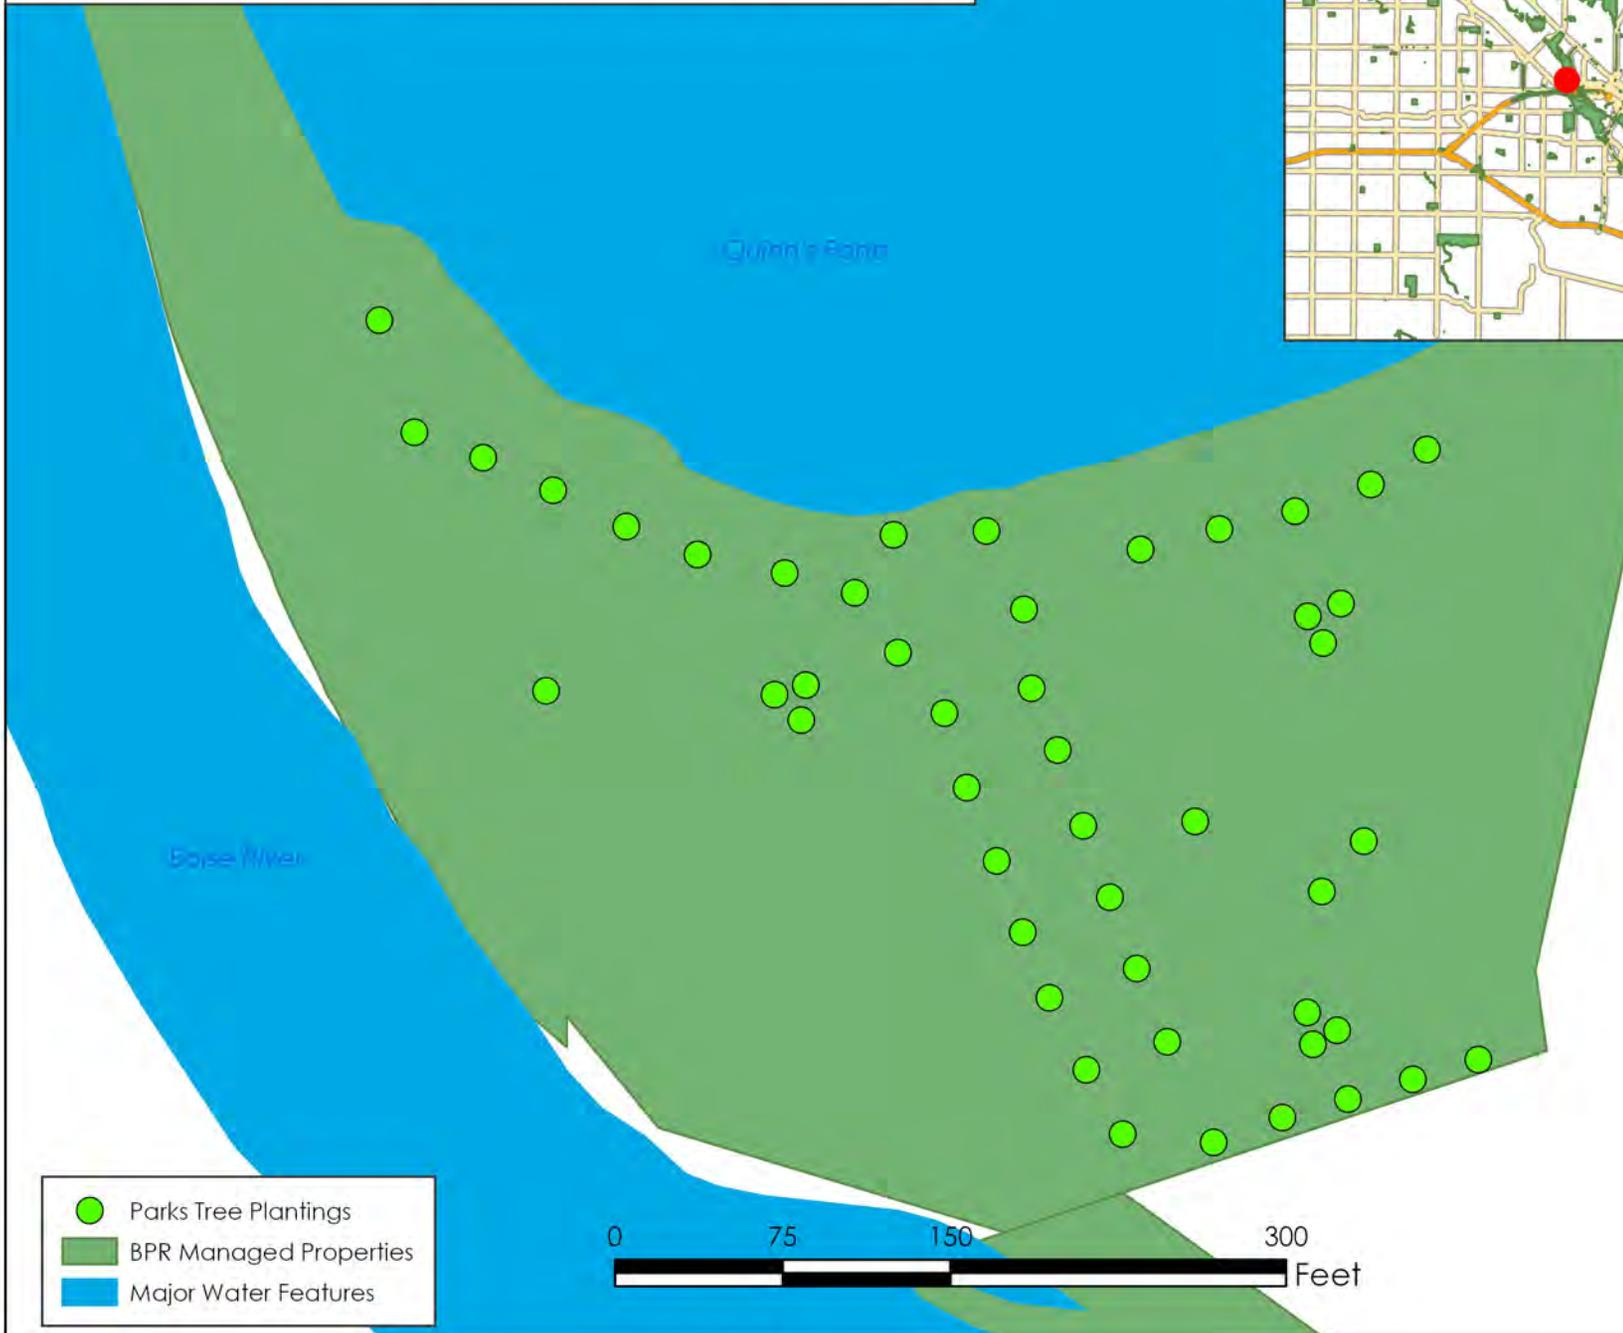 Quinn's Pond
Boise River
Parks Tree Plantings
BPR Managed Properties
Major Water Features
0 75 150 300
Feet